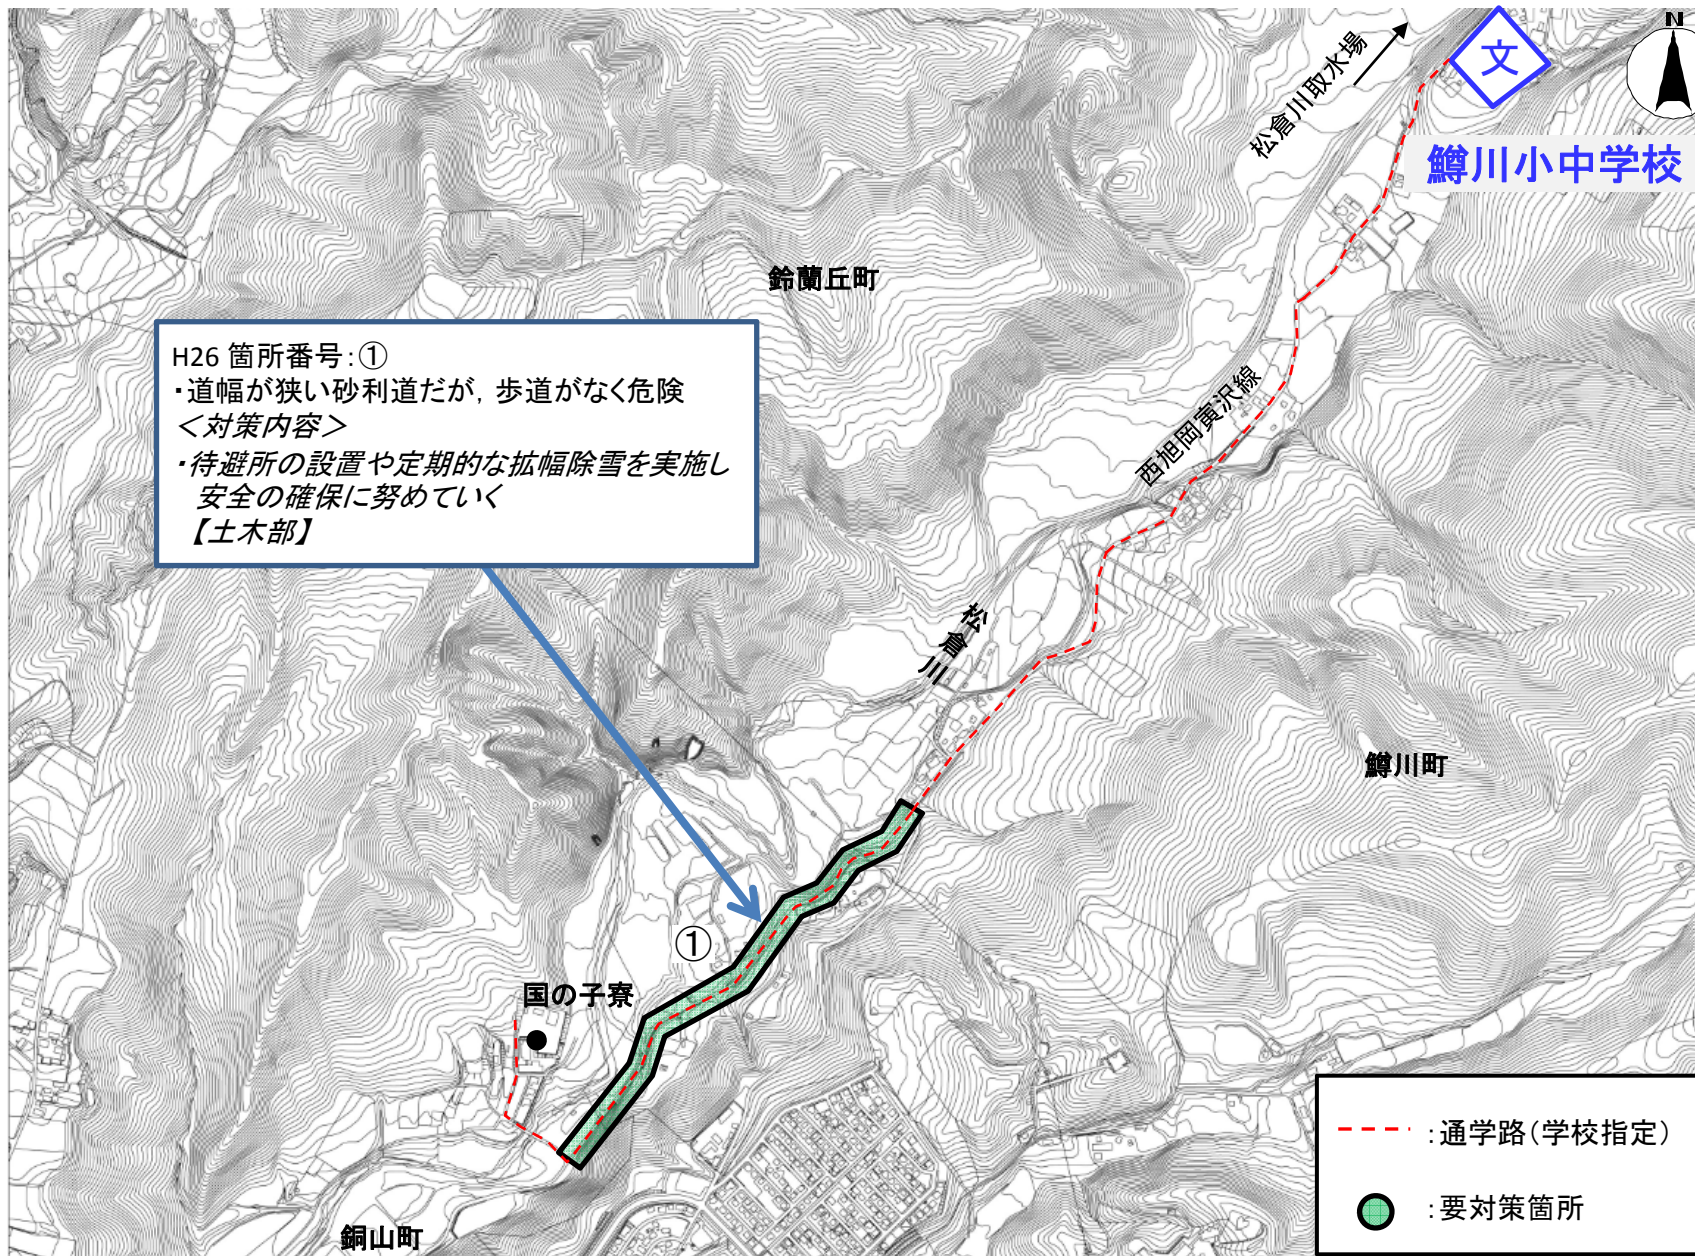 N
文
松倉川取水場
鱒川小中学校
鈴蘭丘町
H26 箇所番号：①
・道幅が狭い砂利道だが，歩道がなく危険
＜対策内容＞
・待避所の設置や定期的な拡幅除雪を実施し
安全の確保に努めていく
【土木部】
西旭岡寅沢線
松倉川
鱒川町
①
国の子寮
：通学路（学校指定）
：要対策箇所
銅山町